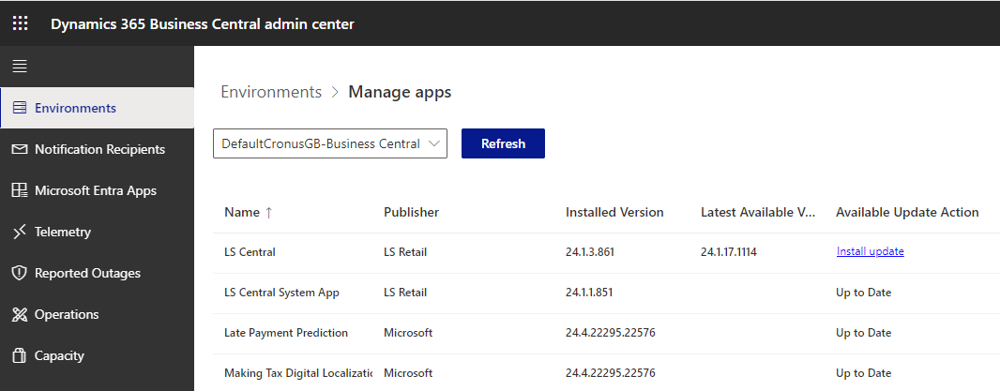 Dynamics 365 Business Central admin center
Environments
Notification Recipients
Microsoft Entra Apps
Telemetry
Reported Outages
Operations
Capacity
Environments > Manage apps
DefaultCronusGB-Business Central
Refresh
Name ↑ Publisher Installed Version Latest Available V... Available Update Action
LS Central LS Retail 24.1.3.861 24.1.17.1114 Install update
LS Central System App LS Retail 24.1.1.851 Up to Date
Late Payment Prediction Microsoft 24.4.22295.22576 Up to Date
Making Tax Digital Localizatio Microsoft 24.4.22295.22576 Up to Date